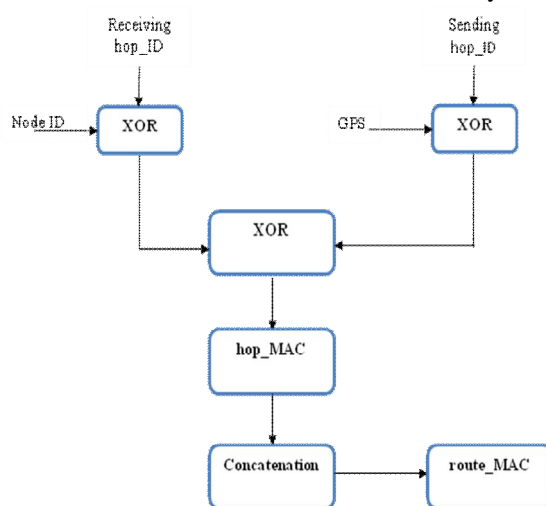 Receiving
hop_ID
Sending
hop_ID
Node ID
XOR
GPS
XOR
XOR
hop_MAC
Concatenation
route_MAC